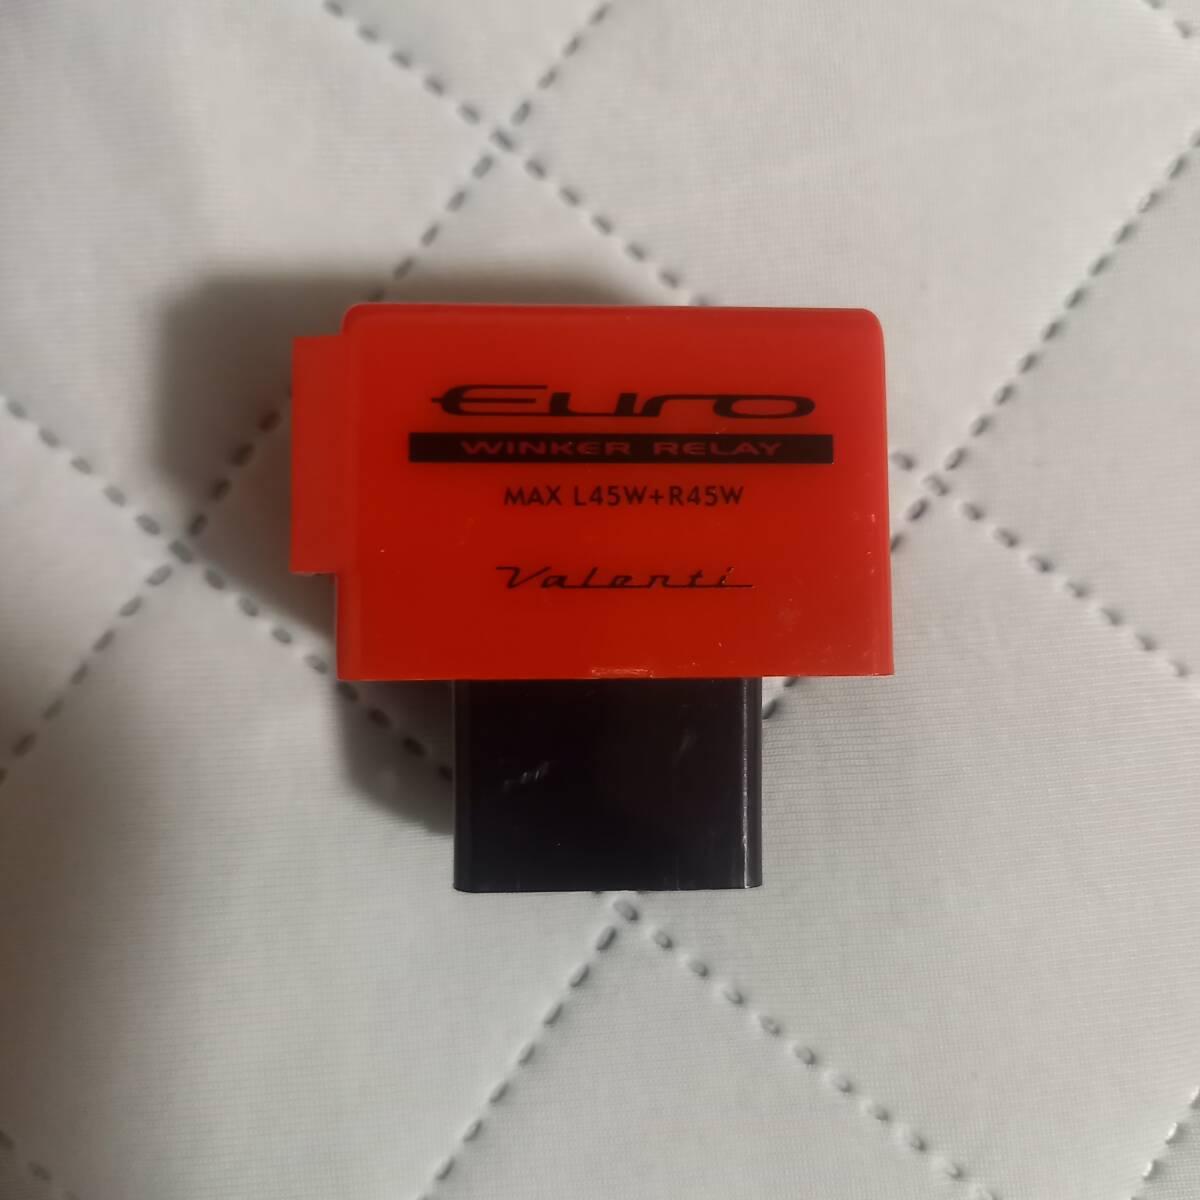 Euro
WINKER RELAY
MAX L45W+R45W
Valenti